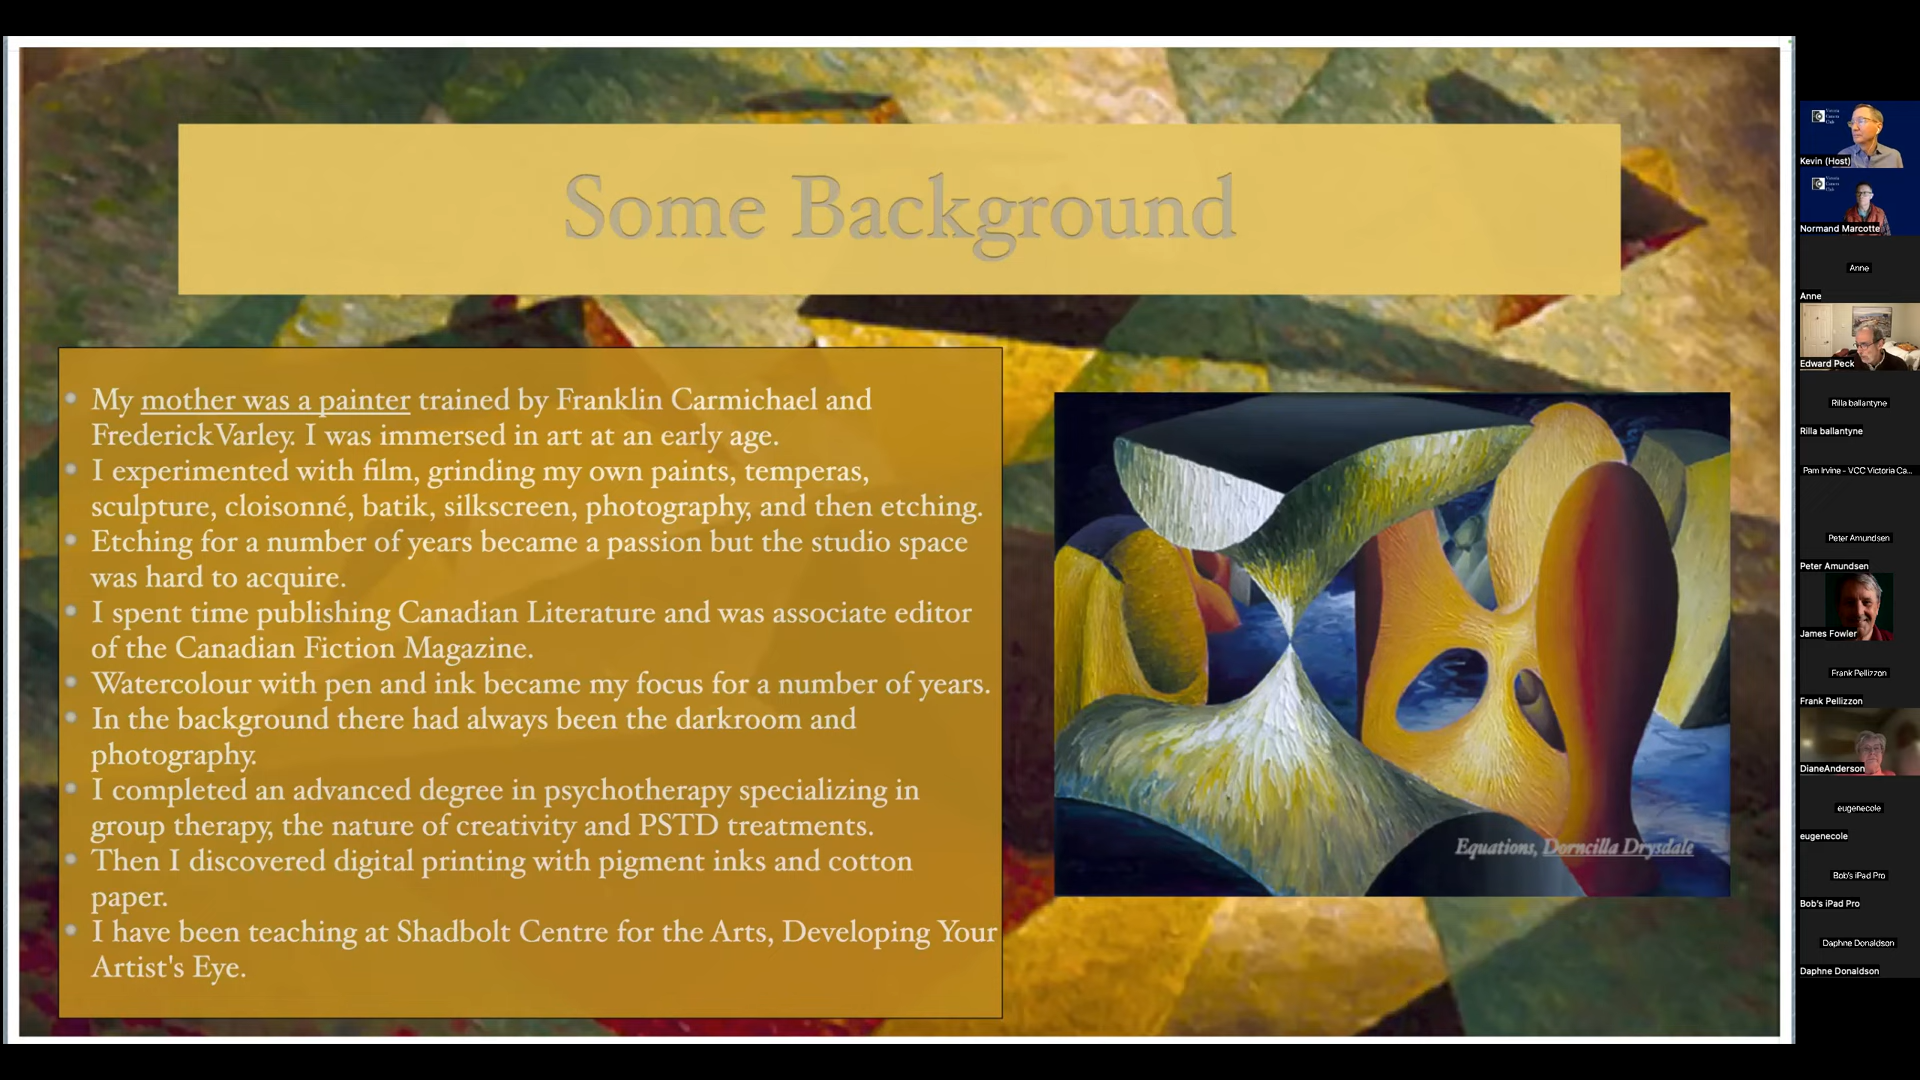 Some Background
• My mother was a painter trained by Franklin Carmichael and
FrederickVarley. I was immersed in art at an early age.
• I experimented with film, grinding my own paints, temperas,
sculpture, cloisonné, batik, silkscreen, photography, and then etching.
• Etching for a number of years became a passion but the studio space
was hard to acquire.
• I spent time publishing Canadian Literature and was associate editor
of the Canadian Fiction Magazine.
• Watercolour with pen and ink became my focus for a number of years.
• In the background there had always been the darkroom and
photography.
• I completed an advanced degree in psychotherapy specializing in
group therapy, the nature of creativity and PSTD treatments.
• Then I discovered digital printing with pigment inks and cotton
paper.
• I have been teaching at Shadbolt Centre for the Arts, Developing Your
Artist's Eye.
Equations, Dorncilla Drysdale
Victoria
Camera
Club
Kevin (Host)
Victoria
Camera
Club
Normand Marcotte
Anne
Anne
Edward Peck
Rilla ballantyne
Rilla ballantyne
Pam Irvine - VCC Victoria Ca...
Peter Amundsen
Peter Amundsen
James Fowler
Frank Pellizzon
Frank Pellizzon
DianeAnderson
eugenecole
eugenecole
Bob's iPad Pro
Bob's iPad Pro
Daphne Donaldson
Daphne Donaldson